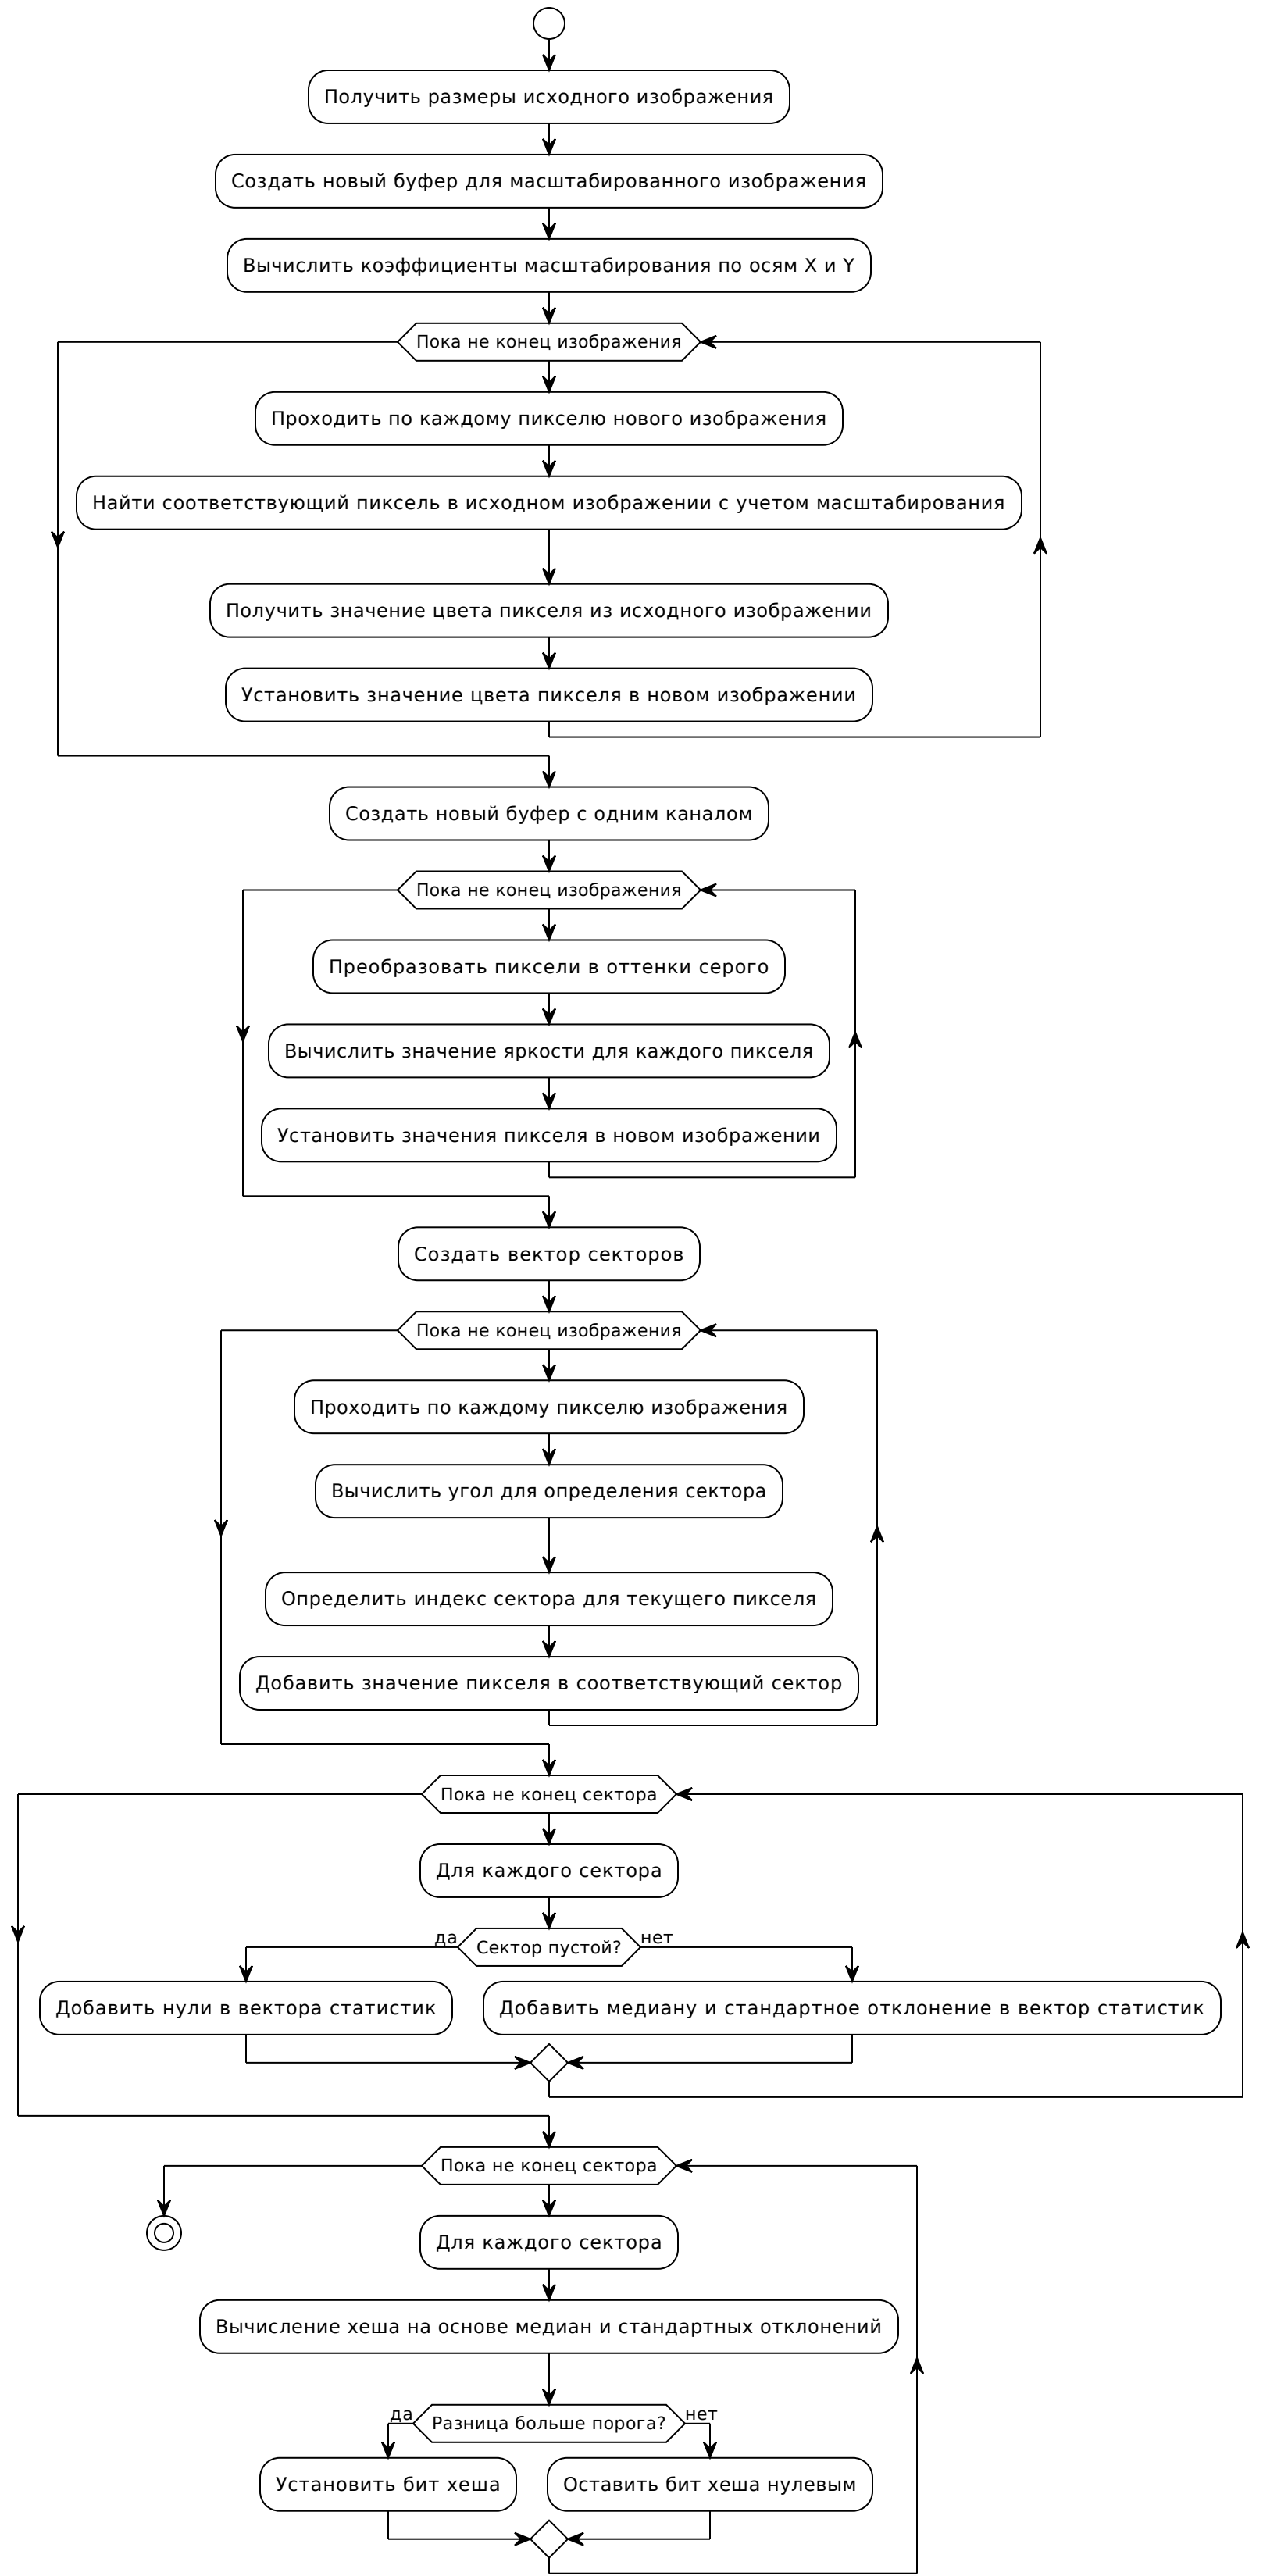 Получить размеры исходного изображения
Создать новый буфер для масштабированного изображения
Вычислить коэффициенты масштабирования по осям X и Y
Пока не конец изображения
Проходить по каждому пикселю нового изображения
Найти соответствующий пиксель в исходном изображении с учетом масштабирования
Получить значение цвета пикселя из исходного изображении
Установить значение цвета пикселя в новом изображении
Создать новый буфер с одним каналом
Пока не конец изображения
Преобразовать пиксели в оттенки серого
Вычислить значение яркости для каждого пикселя
Установить значения пикселя в новом изображении
Создать вектор секторов
Пока не конец изображения
Проходить по каждому пикселю изображения
Вычислить угол для определения сектора
Определить индекс сектора для текущего пикселя
Добавить значение пикселя в соответствующий сектор
Пока не конец сектора
Для каждого сектора
да
Сектор пустой?
нет
Добавить нули в вектора статистик
Добавить медиану и стандартное отклонение в вектор статистик
Пока не конец сектора
Для каждого сектора
Вычисление хеша на основе медиан и стандартных отклонений
да
Разница больше порога?
нет
Установить бит хеша
Оставить бит хеша нулевым